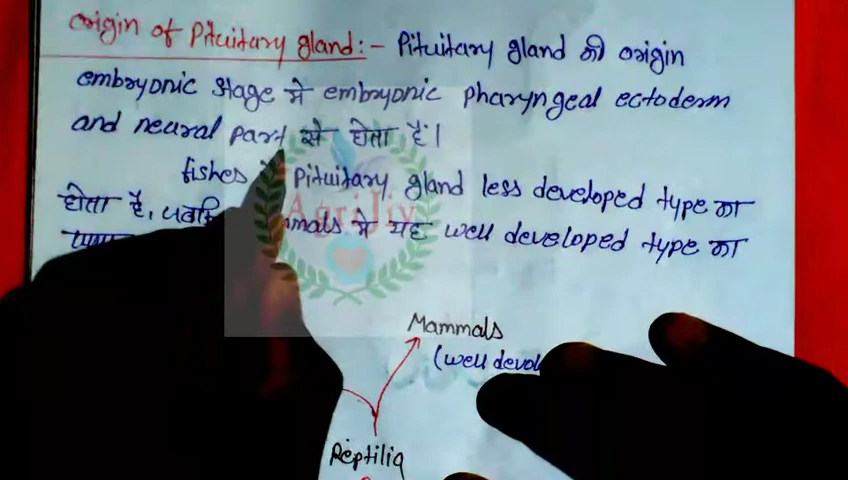 origin of Pituitary gland:- Pituitary gland की origin
embryonic stage मे embryonic pharyngeal ectoderm
and neural part से होता है।
fishes Pituitary gland less developed type का
होता है, mals मे यह well developed type का
AgriJiv
Mammals
(well devel
Reptilia